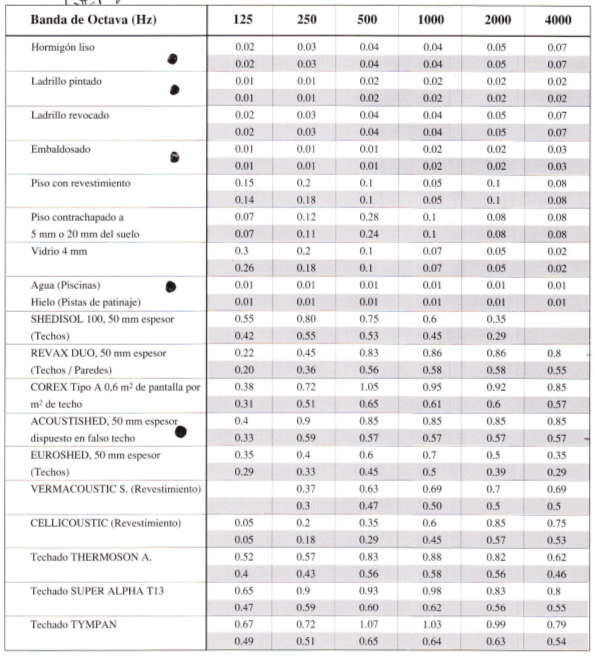 Banda de Octava (Hz) 125 250 500 1000 2000 4000
Hormigón liso 0.02 0.03 0.04 0.04 0.05 0.07
0.02 0.03 0.04 0.04 0.05 0.07
Ladrillo pintado 0.01 0.01 0.02 0.02 0.02 0.02
0.01 0.01 0.02 0.02 0.02 0.02
Ladrillo revocado 0.02 0.03 0.04 0.04 0.05 0.07
0.02 0.03 0.04 0.04 0.05 0.07
Embaldosado 0.01 0.01 0.01 0.02 0.02 0.03
0.01 0.01 0.01 0.02 0.02 0.03
Piso con revestimiento 0.15 0.2 0.1 0.05 0.1 0.08
0.14 0.18 0.1 0.05 0.1 0.08
Piso contrachapado a 0.07 0.12 0.28 0.1 0.08 0.08
5 mm o 20 mm del suelo 0.07 0.11 0.24 0.1 0.08 0.08
Vidrio 4 mm 0.3 0.2 0.1 0.07 0.05 0.02
0.26 0.18 0.1 0.07 0.05 0.02
Agua (Piscinas) 0.01 0.01 0.01 0.01 0.01 0.01
Hielo (Pistas de patinaje) 0.01 0.01 0.01 0.01 0.01 0.01
SHEDISOL 100, 50 mm espesor 0.55 0.80 0.75 0.6 0.35
(Techos) 0.42 0.55 0.53 0.45 0.29
REVAX DUO, 50 mm espesor 0.22 0.45 0.83 0.86 0.86 0.8
(Techos / Paredes) 0.20 0.36 0.56 0.58 0.58 0.55
COREX Tipo A 0,6 m² de pantalla por 0.38 0.72 1.05 0.95 0.92 0.85
m² de techo 0.31 0.51 0.65 0.61 0.6 0.57
ACOUSTISHED, 50 mm espesor 0.4 0.9 0.85 0.85 0.85 0.85
dispuesto en falso techo 0.33 0.59 0.57 0.57 0.57 0.57
EUROSHED, 50 mm espesor 0.35 0.4 0.6 0.7 0.5 0.35
(Techos) 0.29 0.33 0.45 0.5 0.39 0.29
VERMACOUSTIC S. (Revestimiento) 0.37 0.63 0.69 0.7 0.69
0.3 0.47 0.50 0.5 0.5
CELLICOUSTIC (Revestimiento) 0.05 0.2 0.35 0.6 0.85 0.75
0.05 0.18 0.29 0.45 0.57 0.53
Techado THERMOSON A. 0.52 0.57 0.83 0.88 0.82 0.62
0.4 0.43 0.56 0.58 0.56 0.46
Techado SUPER ALPHA T13 0.65 0.9 0.93 0.98 0.83 0.8
0.47 0.59 0.60 0.62 0.56 0.55
Techado TYMPAN 0.67 0.72 1.07 1.03 0.99 0.79
0.49 0.51 0.65 0.64 0.63 0.54